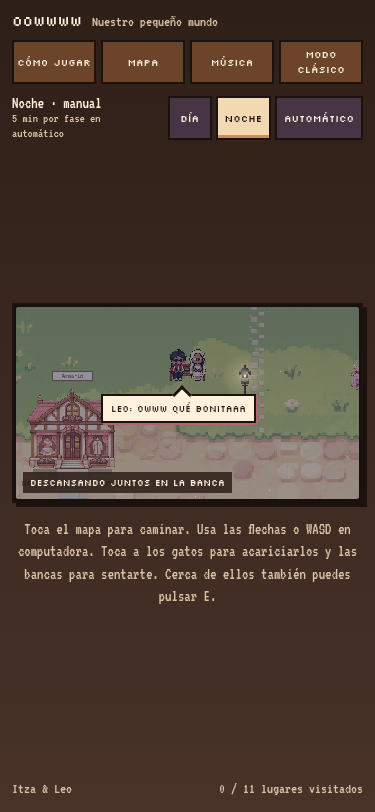 OOWWWW Nuestro pequeño mundo
CÓMO JUGAR
MAPA
MÚSICA
MODO
CLÁSICO
Noche · manual
5 min por fase en
automático
DÍA
NOCHE
AUTOMÁTICO
LEO: OWWW QUÉ BONITAAA
DESCANSANDO JUNTOS EN LA BANCA
Toca el mapa para caminar. Usa las flechas o WASD en
computadora. Toca a los gatos para acariciarlos y las
bancas para sentarte. Cerca de ellos también puedes
pulsar E.
Itza & Leo
0 / 11 lugares visitados